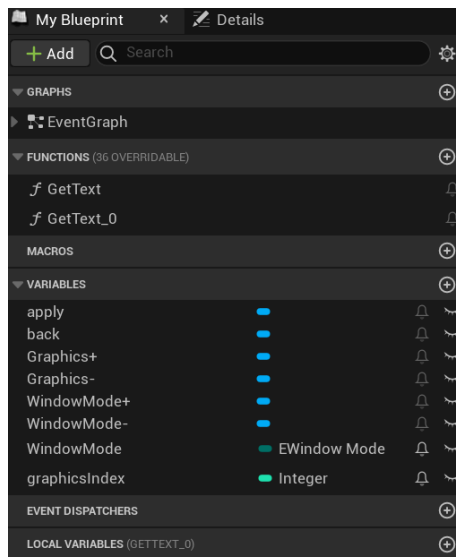 My Blueprint × Details
+ Add Search
GRAPHS
EventGraph
FUNCTIONS (36 OVERRIDABLE)
f GetText
f GetText_0
MACROS
VARIABLES
apply
back
Graphics+
Graphics-
WindowMode+
WindowMode-
WindowMode EWindow Mode
graphicsIndex Integer
EVENT DISPATCHERS
LOCAL VARIABLES (GETTEXT_0)